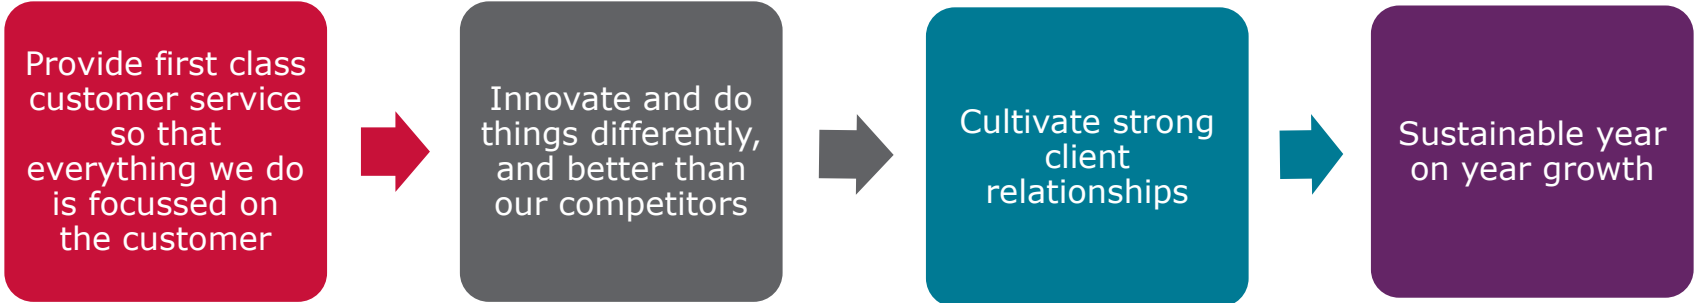 Provide first class
customer service
so that
everything we do
is focussed on
the customer
Innovate and do
things differently,
and better than
our competitors
Cultivate strong
client
relationships
Sustainable year
on year growth